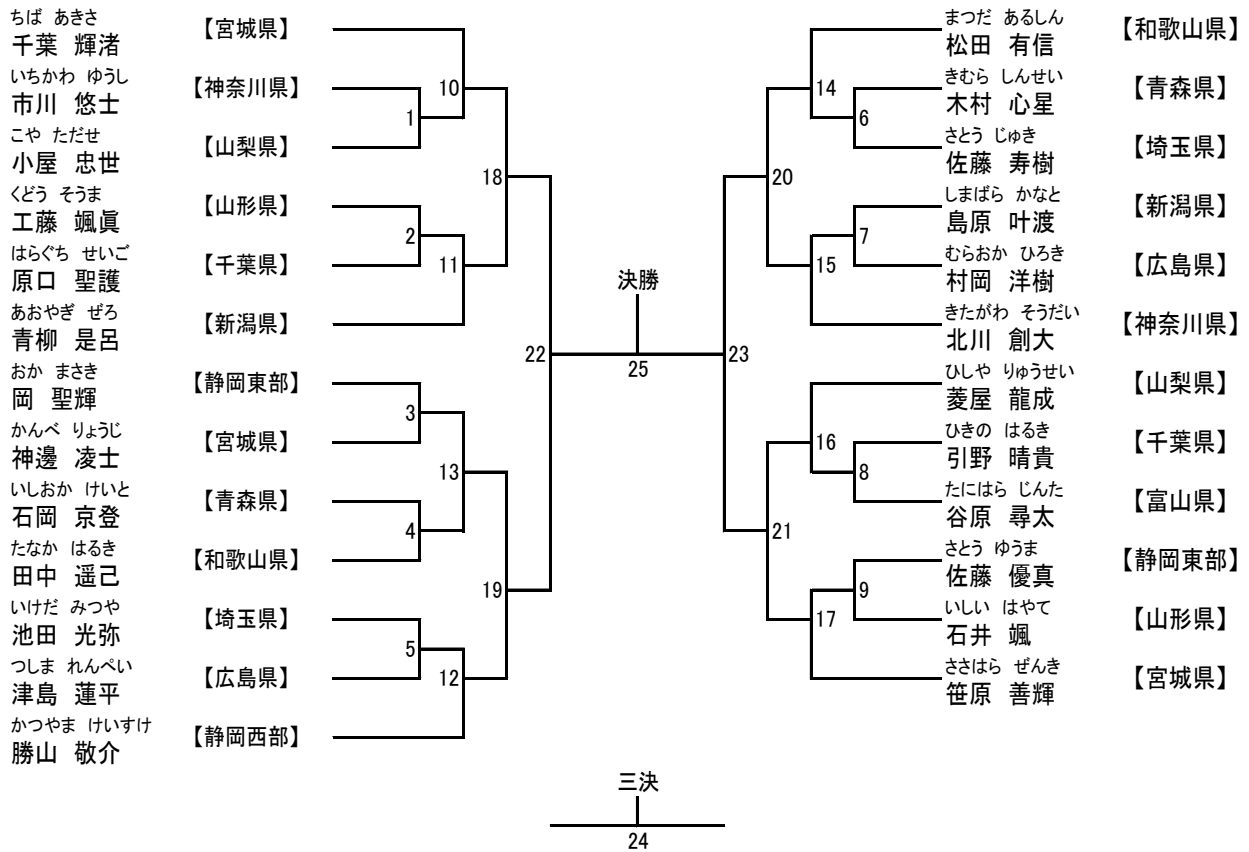 ちば あきさ
千葉 輝渚
【宮城県】
いちかわ ゆうし
市川 悠士
【神奈川県】
こや ただせ
小屋 忠世
【山梨県】
くどう そうま
工藤 颯眞
【山形県】
はらぐち せいご
原口 聖護
【千葉県】
あおやぎ ぜろ
青柳 是呂
【新潟県】
おか まさき
岡 聖輝
【静岡東部】
かんべ りょうじ
神邊 凌士
【宮城県】
いしおか けいと
石岡 京登
【青森県】
たなか はるき
田中 遥己
【和歌山県】
いけだ みつや
池田 光弥
【埼玉県】
つしま れんぺい
津島 蓮平
【広島県】
かつやま けいすけ
勝山 敬介
【静岡西部】
1
2
3
4
5
10
11
13
12
18
19
22
決勝
25
三決
24
23
20
21
14
15
16
17
6
7
8
9
まつだ あるしん
松田 有信
【和歌山県】
きむら しんせい
木村 心星
【青森県】
さとう じゅき
佐藤 寿樹
【埼玉県】
しまばら かなと
島原 叶渡
【新潟県】
むらおか ひろき
村岡 洋樹
【広島県】
きたがわ そうだい
北川 創大
【神奈川県】
ひしや りゅうせい
菱屋 龍成
【山梨県】
ひきの はるき
引野 晴貴
【千葉県】
たにはら じんた
谷原 尋太
【富山県】
さとう ゆうま
佐藤 優真
【静岡東部】
いしい はやて
石井 颯
【山形県】
ささはら ぜんき
笹原 善輝
【宮城県】